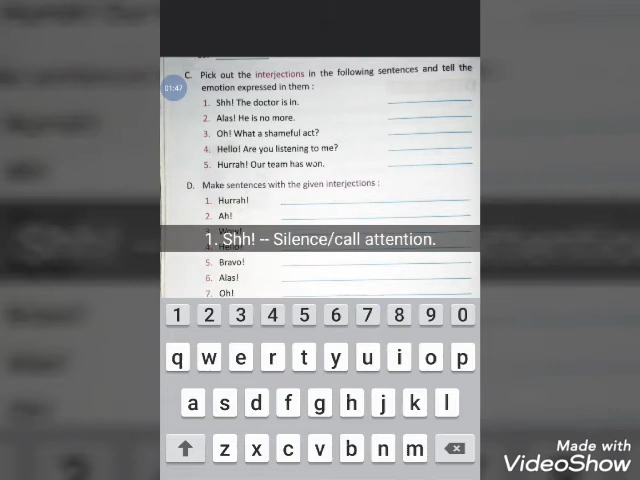 C. Pick out the interjections in the following sentences and tell the
emotion expressed in them :
01:47
1. Shh! The doctor is in.
2. Alas! He is no more.
3. Oh! What a shameful act?
4. Hello! Are you listening to me?
5. Hurrah! Our team has won.
D. Make sentences with the given interjections :
1. Hurrah!
2. Ah!
3. Wow!
1. Shh! -- Silence/call attention.
4. Hello!
5. Bravo!
6. Alas!
7. Oh!
1 2 3 4 5 6 7 8 9 0
q w e r t y u i o p
a s d f g h j k l
z x c v b n m
Made with
VideoShow